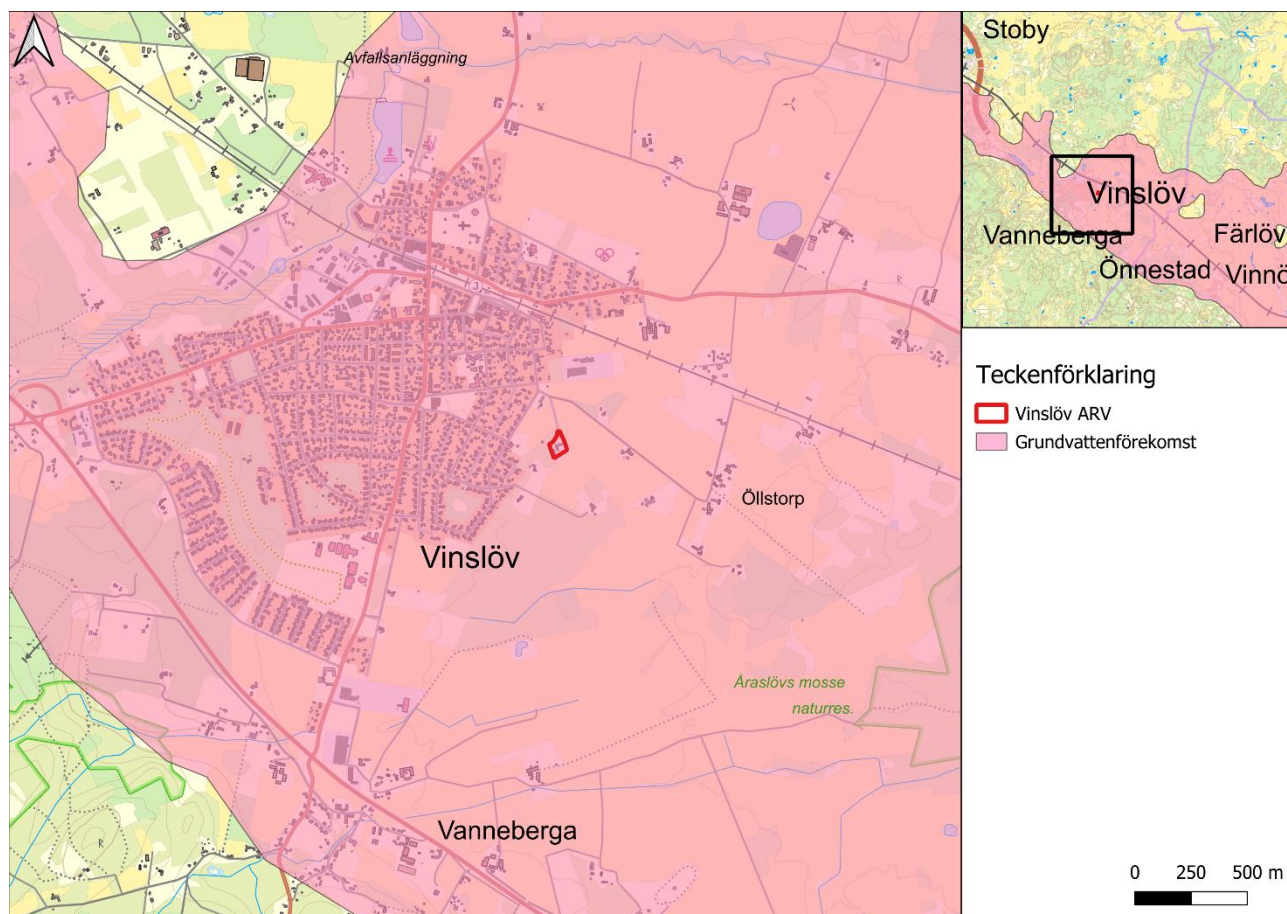 Avfallsanläggning
Vinslöv
Öllstorp
Åraslövs mosse
naturres.
Vanneberga
R
R
Stoby
Vinslöv
Vanneberga
Färlöv
Önnestad
Vinnö
Teckenförklaring
Vinslöv ARV
Grundvattenförekomst
0 250 500 m